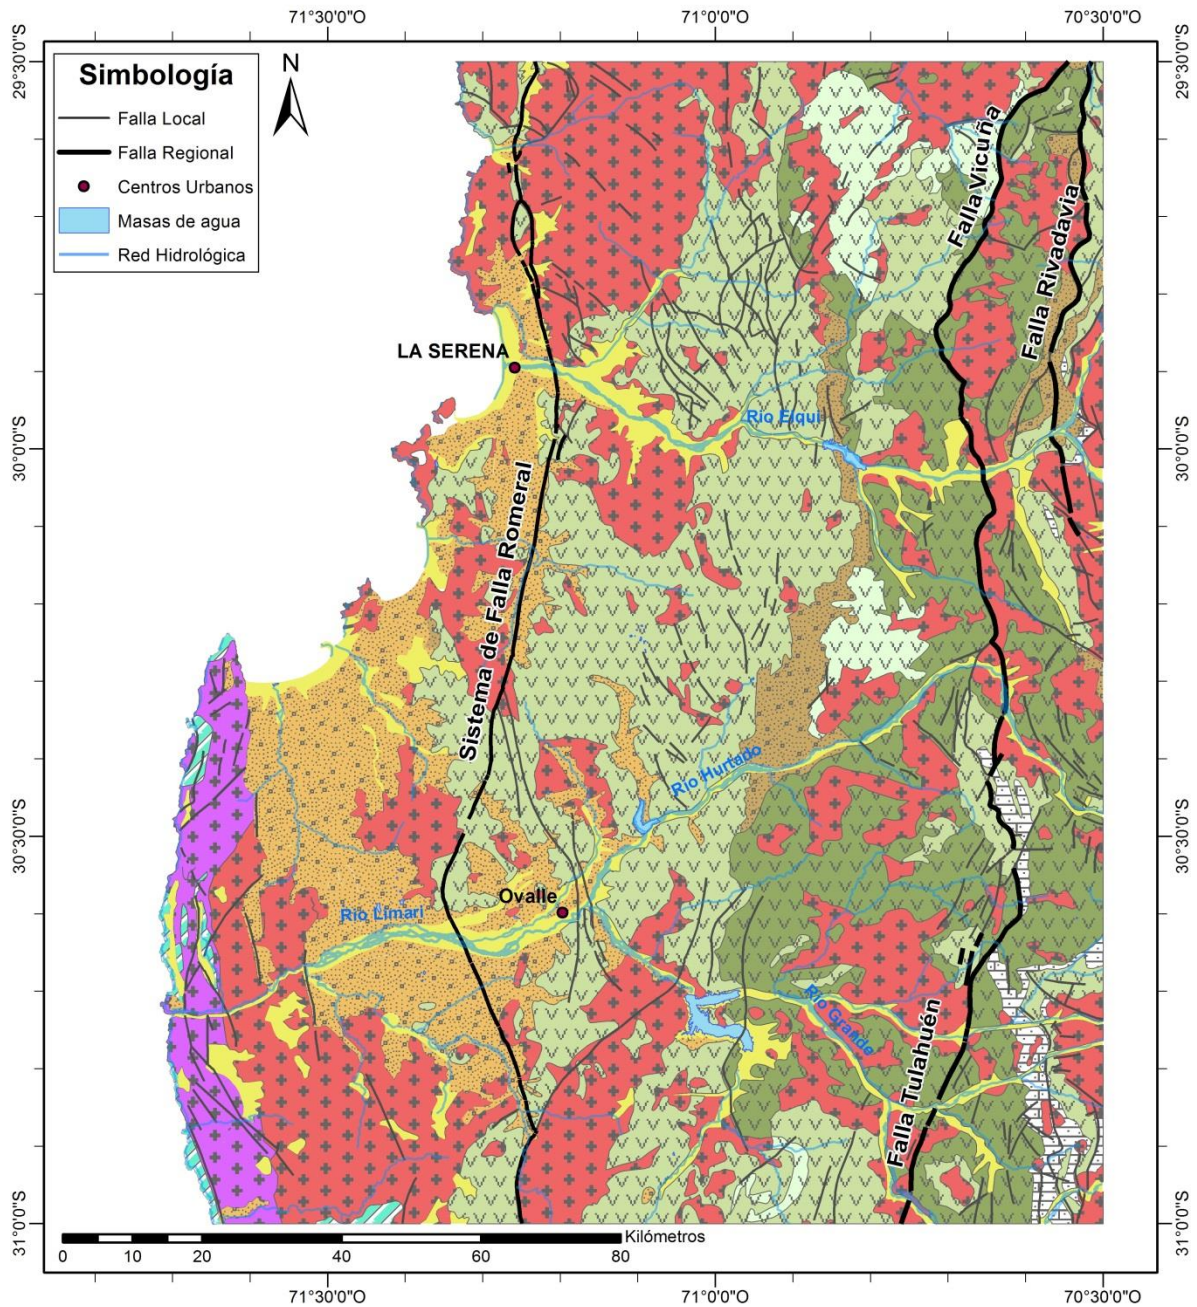 71°30'0"O
71°0'0"O
70°30'0"O
29°30'0"S
29°30'0"S
Simbología
Falla Local
Falla Regional
Centros Urbanos
Masas de agua
Red Hidrológica
N
Falla Vicuña
Falla Rivadavia
LA SERENA
Río Elqui
30°0'0"S
30°0'0"S
Sistema de Falla Romeral
Río Hurtado
30°30'0"S
30°30'0"S
Ovalle
Río Limarí
Río Grande
Falla Tulahuén
31°0'0"S
31°0'0"S
Kilómetros
0
10
20
40
60
80
71°30'0"O
71°0'0"O
70°30'0"O